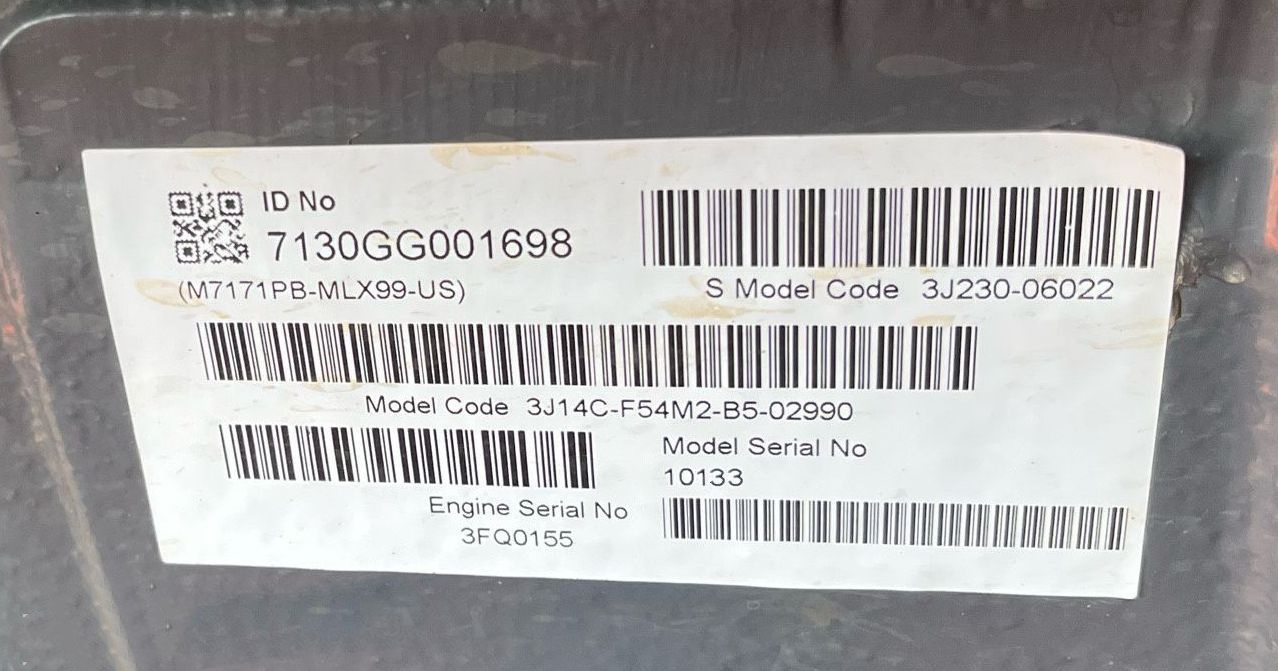 ID No
7130GG001698
(M7171PB-MLX99-US)
S Model Code 3J230-06022
Model Code 3J14C-F54M2-B5-02990
Model Serial No
10133
Engine Serial No
3FQ0155